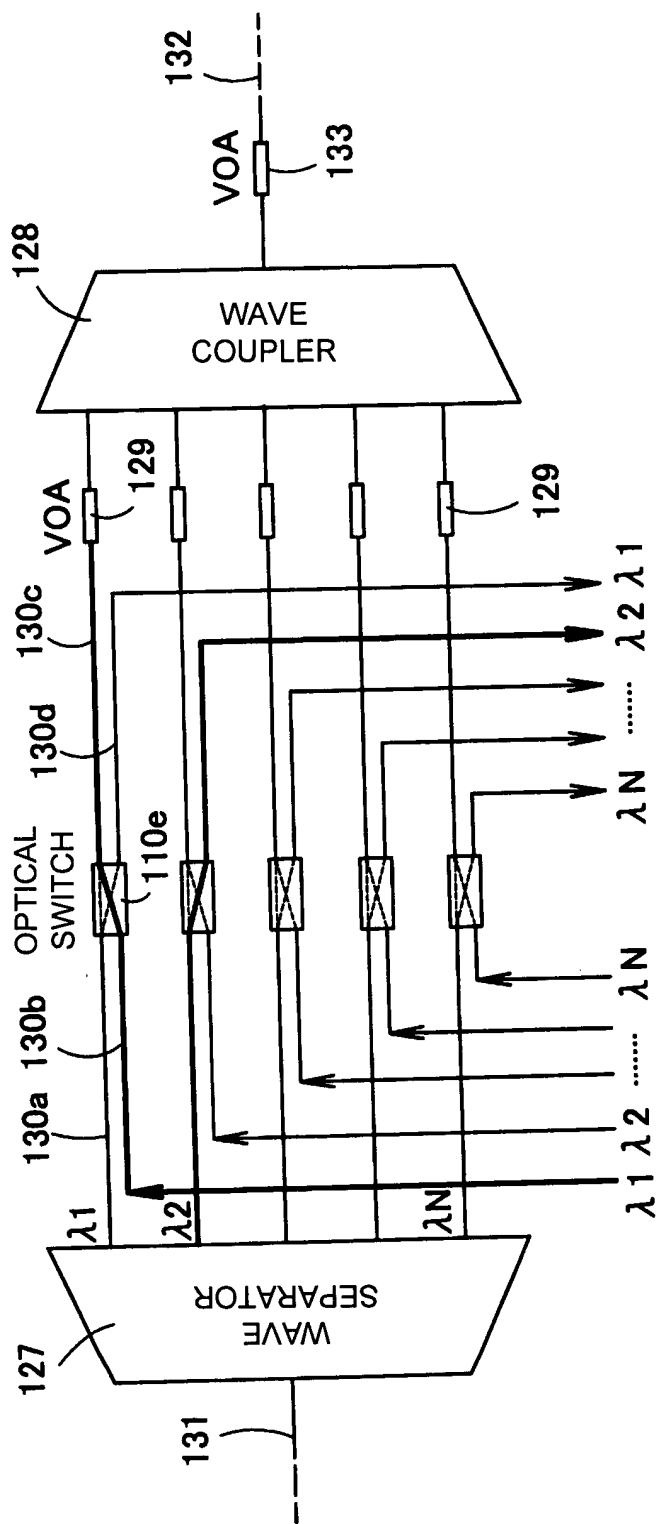 128
WAVE
COUPLER
VOA
133
132
VOA
129
129
130c
130d
OPTICAL
SWITCH
110e
130b
130a
λ1
λ2
λN
127
WAVE
SEPARATOR
131
λ1
λ2
.......
λN
λN
.......
λ2
λ1